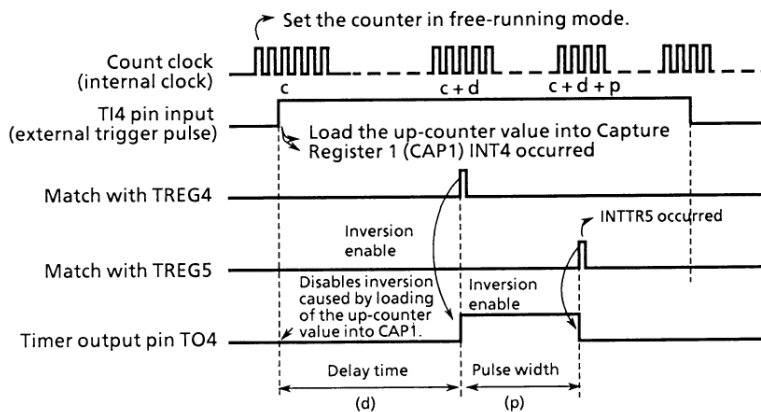 Set the counter in free-running mode.
Count clock
(internal clock)
c
c + d
c + d + p
TI4 pin input
(external trigger pulse)
Load the up-counter value into Capture
Register 1 (CAP1) INT4 occurred
Match with TREG4
INTTR5 occurred
Inversion
enable
Match with TREG5
Disables inversion
caused by loading
of the up-counter
value into CAP1.
Inversion
enable
Timer output pin TO4
Delay time
Pulse width
(d)
(p)